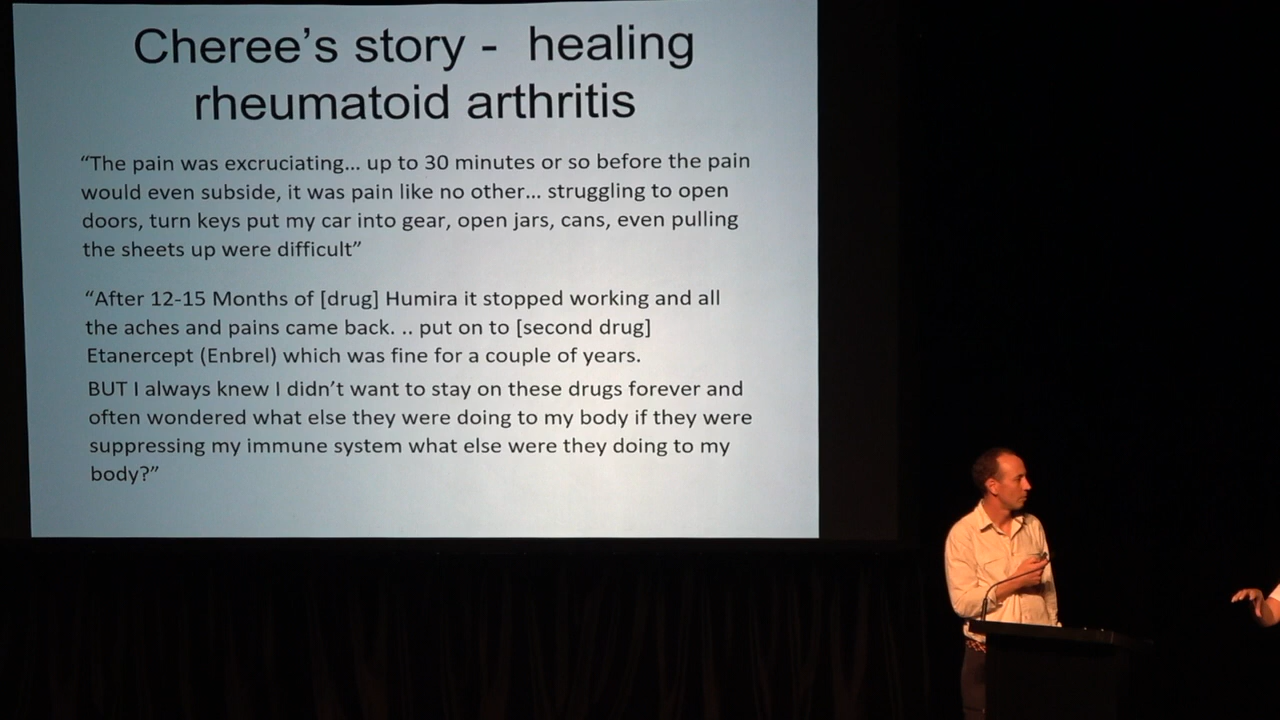 Cheree’s story -  healing
rheumatoid arthritis
“The pain was excruciating... up to 30 minutes or so before the pain
would even subside, it was pain like no other... struggling to open
doors, turn keys put my car into gear, open jars, cans, even pulling
the sheets up were difficult”
“After 12-15 Months of [drug] Humira it stopped working and all
the aches and pains came back. .. put on to [second drug]
Etanercept (Enbrel) which was fine for a couple of years.
BUT I always knew I didn’t want to stay on these drugs forever and
often wondered what else they were doing to my body if they were
suppressing my immune system what else were they doing to my
body?”